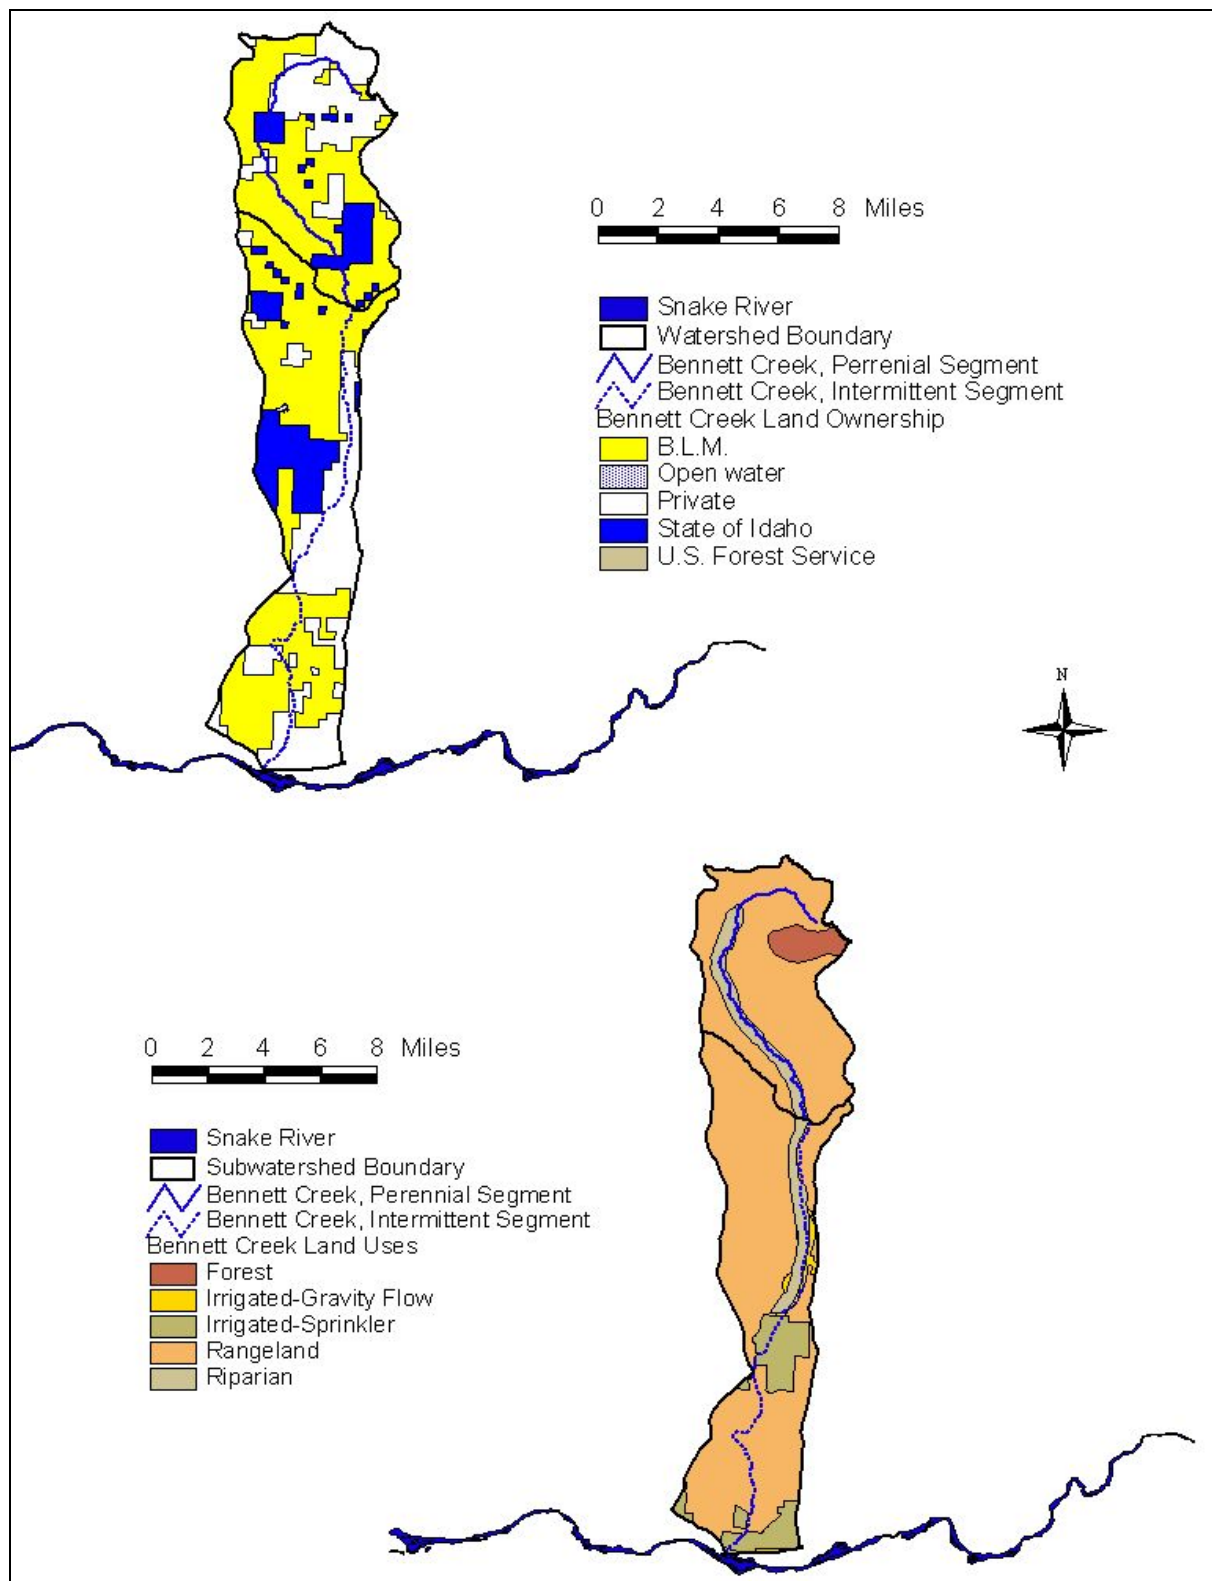 0 2 4 6 8 Miles
Snake River
Watershed Boundary
Bennett Creek, Perrenial Segment
Bennett Creek, Intermittent Segment
Bennett Creek Land Ownership
B.L.M.
Open water
Private
State of Idaho
U.S. Forest Service
N
0 2 4 6 8 Miles
Snake River
Subwatershed Boundary
Bennett Creek, Perennial Segment
Bennett Creek, Intermittent Segment
Bennett Creek Land Uses
Forest
Irrigated-Gravity Flow
Irrigated-Sprinkler
Rangeland
Riparian